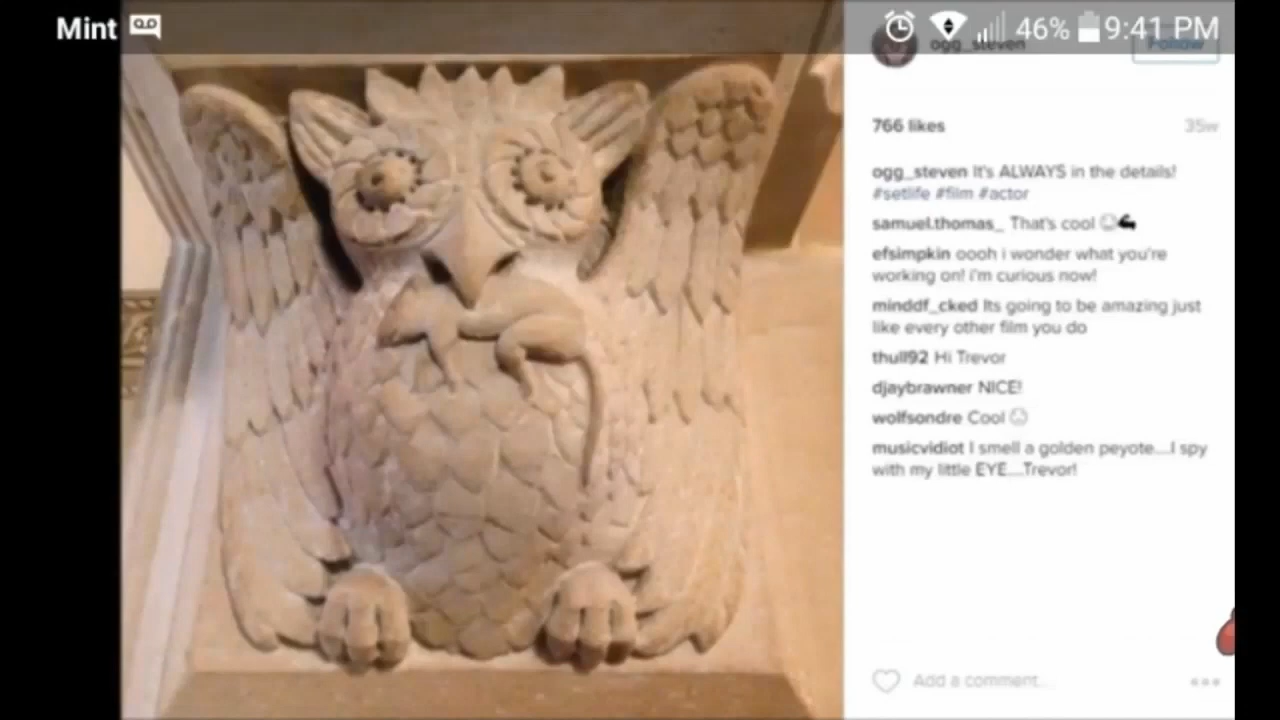 Mint 46% 9:41 PM
ogg_steven Follow
766 likes 35w
ogg_steven It's ALWAYS in the details!
#setlife #film #actor
samuel.thomas_ That's cool
efsimpkin oooh i wonder what you're
working on! i'm curious now!
minddf_cked Its going to be amazing just
like every other film you do
thull92 Hi Trevor
djaybrawner NICE!
wolfsondre Cool
musicvidiot I smell a golden peyote....I spy
with my little EYE....Trevor!
Add a comment...